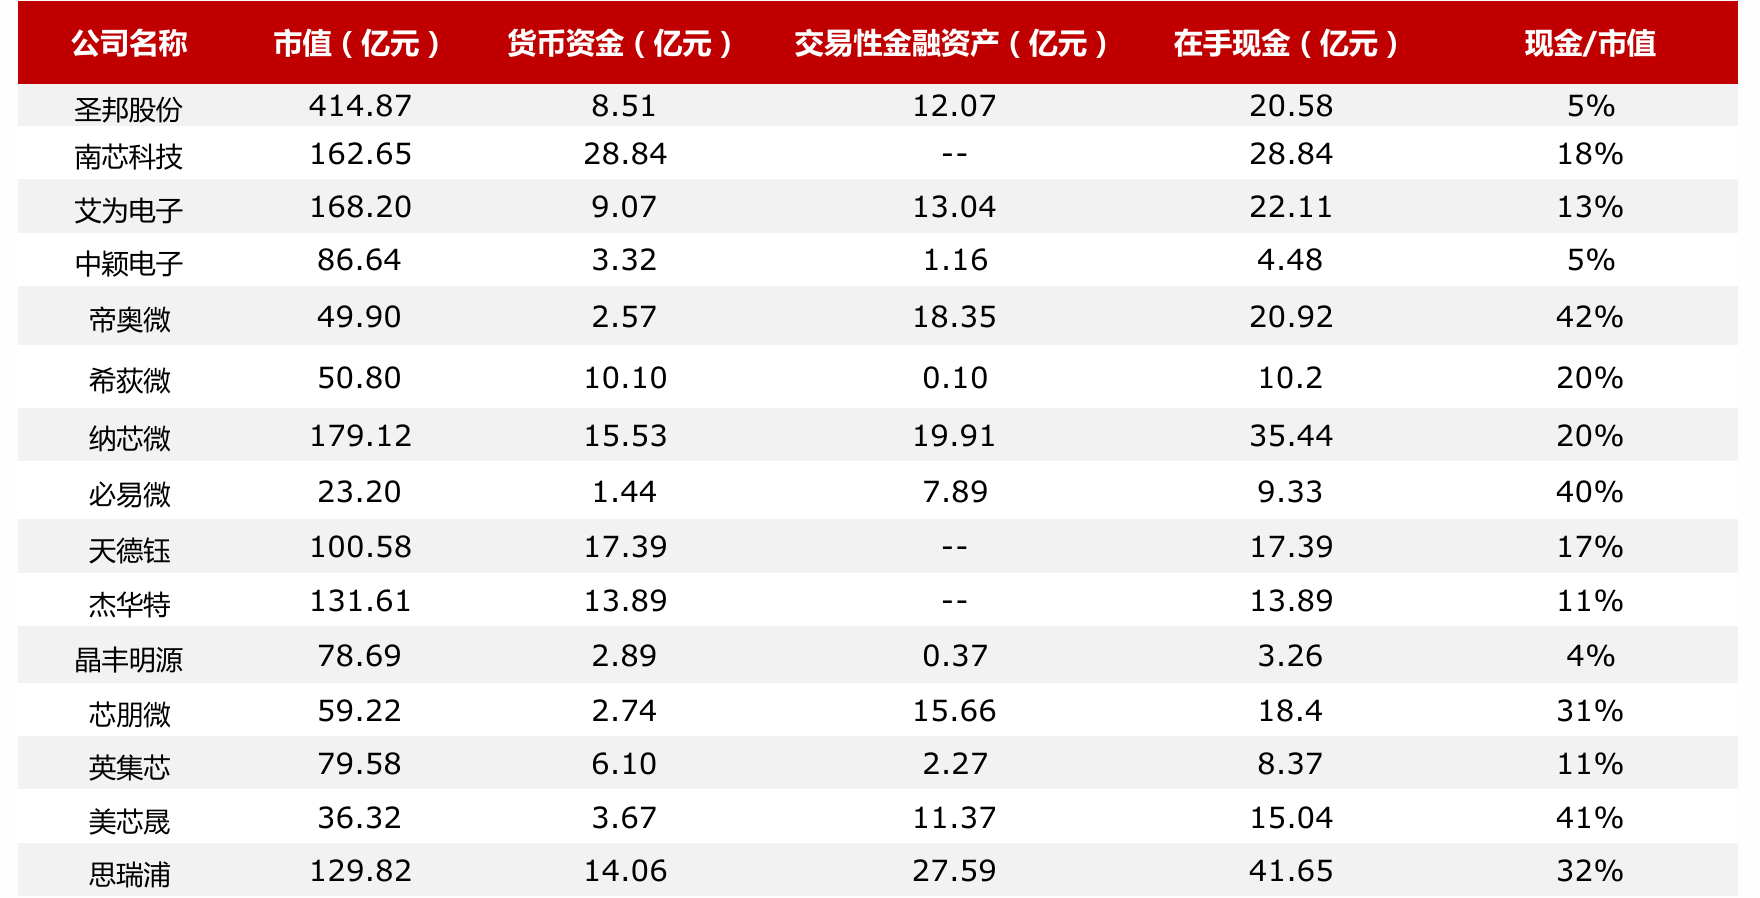 公司名称 市值（亿元） 货币资金（亿元） 交易性金融资产（亿元） 在手现金（亿元） 现金/市值
圣邦股份 414.87 8.51 12.07 20.58 5%
南芯科技 162.65 28.84 -- 28.84 18%
艾为电子 168.20 9.07 13.04 22.11 13%
中颖电子 86.64 3.32 1.16 4.48 5%
帝奥微 49.90 2.57 18.35 20.92 42%
希荻微 50.80 10.10 0.10 10.2 20%
纳芯微 179.12 15.53 19.91 35.44 20%
必易微 23.20 1.44 7.89 9.33 40%
天德钰 100.58 17.39 -- 17.39 17%
杰华特 131.61 13.89 -- 13.89 11%
晶丰明源 78.69 2.89 0.37 3.26 4%
芯朋微 59.22 2.74 15.66 18.4 31%
英集芯 79.58 6.10 2.27 8.37 11%
美芯晟 36.32 3.67 11.37 15.04 41%
思瑞浦 129.82 14.06 27.59 41.65 32%